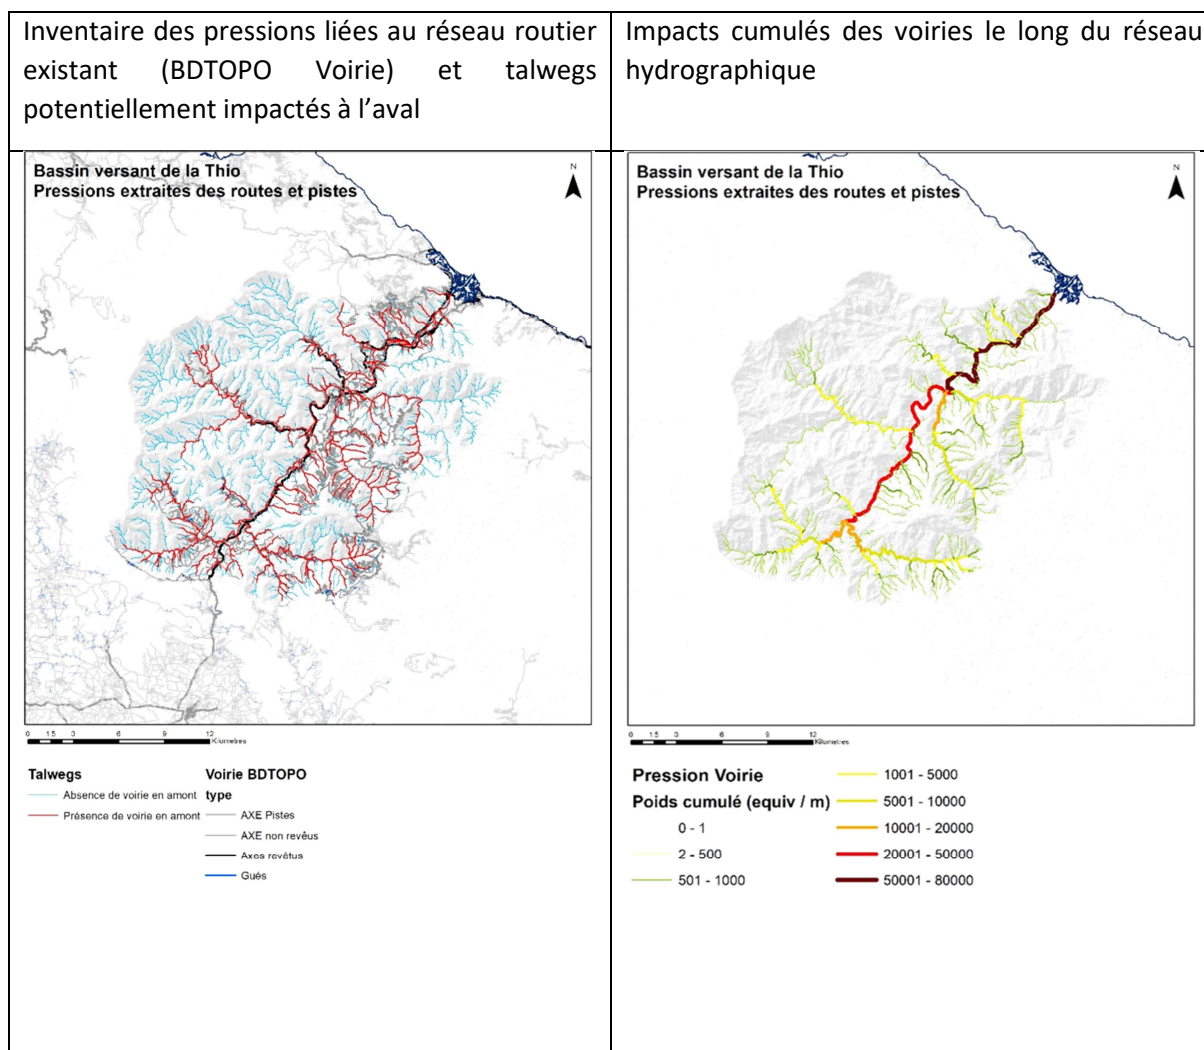 Inventaire des pressions liées au réseau routier
existant (BDTOPO Voirie) et talwegs
potentiellement impactés à l’aval
Impacts cumulés des voiries le long du réseau
hydrographique
Bassin versant de la Thio
Pressions extraites des routes et pistes
N
0 1.5 3 6 9 12
Kilometres
Talwegs
Absence de voirie en amont
Présence de voirie en amont
Voirie BDTOPO
type
AXE Pistes
AXE non revêus
Axes revêtus
Gués
Bassin versant de la Thio
Pressions extraites des routes et pistes
N
0 1.5 3 6 9 12
Kilometres
Pression Voirie
Poids cumulé (equiv / m)
0 - 1
2 - 500
501 - 1000
1001 - 5000
5001 - 10000
10001 - 20000
20001 - 50000
50001 - 80000